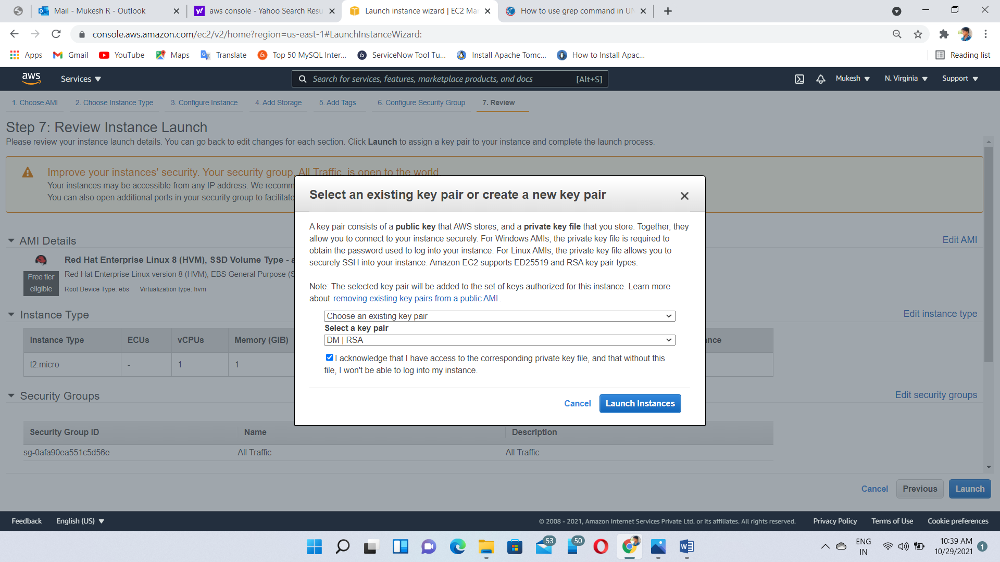 Mail - Mukesh R - Outlook
aws console - Yahoo Search Resu
Launch instance wizard | EC2 Ma
How to use grep command in UN
console.aws.amazon.com/ec2/v2/home?region=us-east-1#LaunchInstanceWizard:
Apps Gmail YouTube Maps Translate Top 50 MySQL Inter... ServiceNow Tool Tu... Install Apache Tomc... How to Install Apac... Reading list
aws Services Search for services, features, marketplace products, and docs [Alt+S] Mukesh N. Virginia Support
1. Choose AMI 2. Choose Instance Type 3. Configure Instance 4. Add Storage 5. Add Tags 6. Configure Security Group 7. Review
Step 7: Review Instance Launch
Please review your instance launch details. You can go back to edit changes for each section. Click Launch to assign a key pair to your instance and complete the launch process.
Improve your instances' security. Your security group, All Traffic, is open to the world.
Your instances may be accessible from any IP address. We recomm
You can also open additional ports in your security group to facilitate
Select an existing key pair or create a new key pair
A key pair consists of a public key that AWS stores, and a private key file that you store. Together, they
allow you to connect to your instance securely. For Windows AMIs, the private key file is required to
obtain the password used to log into your instance. For Linux AMIs, the private key file allows you to
securely SSH into your instance. Amazon EC2 supports ED25519 and RSA key pair types.
Note: The selected key pair will be added to the set of keys authorized for this instance. Learn more
about removing existing key pairs from a public AMI.
Choose an existing key pair
Select a key pair
DM | RSA
I acknowledge that I have access to the corresponding private key file, and that without this
file, I won't be able to log into my instance.
Cancel Launch Instances
AMI Details Edit AMI
Red Hat Enterprise Linux 8 (HVM), SSD Volume Type - a
Free tier
eligible
Red Hat Enterprise Linux version 8 (HVM), EBS General Purpose (S
Root Device Type: ebs Virtualization type: hvm
Instance Type Edit instance type
Instance Type ECUs vCPUs Memory (GiB) ance
t2.micro - 1 1
Security Groups Edit security groups
Security Group ID Name Description
sg-0afa90ea551c5d56e All Traffic All Traffic
Cancel Previous Launch
Feedback English (US) © 2008 - 2021, Amazon Internet Services Private Ltd. or its affiliates. All rights reserved. Privacy Policy Terms of Use Cookie preferences
53 50
ENG
IN
10:39 AM
10/29/2021
1